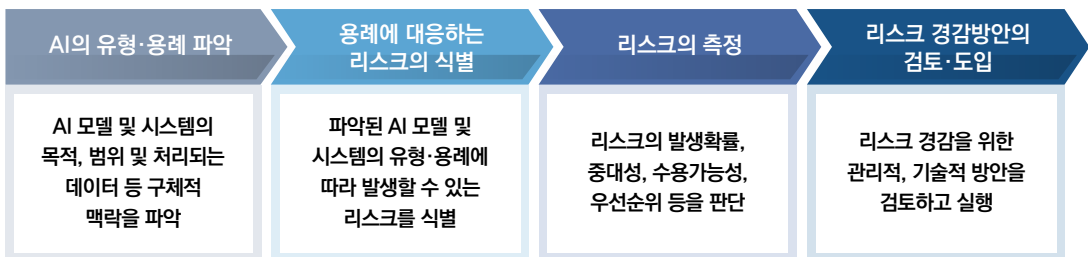 AI의 유형·용례 파악
용례에 대응하는
리스크의 식별
리스크의 측정
리스크 경감방안의
검토·도입
AI 모델 및 시스템의
목적, 범위 및 처리되는
데이터 등 구체적
맥락을 파악
파악된 AI 모델 및
시스템의 유형·용례에
따라 발생할 수 있는
리스크를 식별
리스크의 발생확률,
중대성, 수용가능성,
우선순위 등을 판단
리스크 경감을 위한
관리적, 기술적 방안을
검토하고 실행